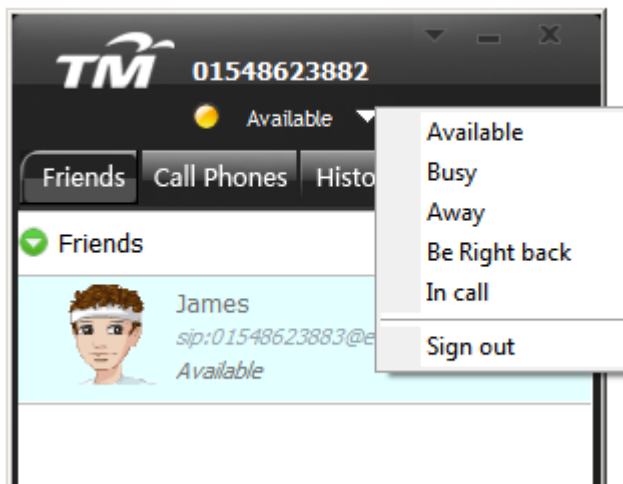 TM
01548623882
Available
Friends
Call Phones
Histo
Available
Busy
Away
Be Right back
In call
Sign out
Friends
James
sip:01548623883@e
Available